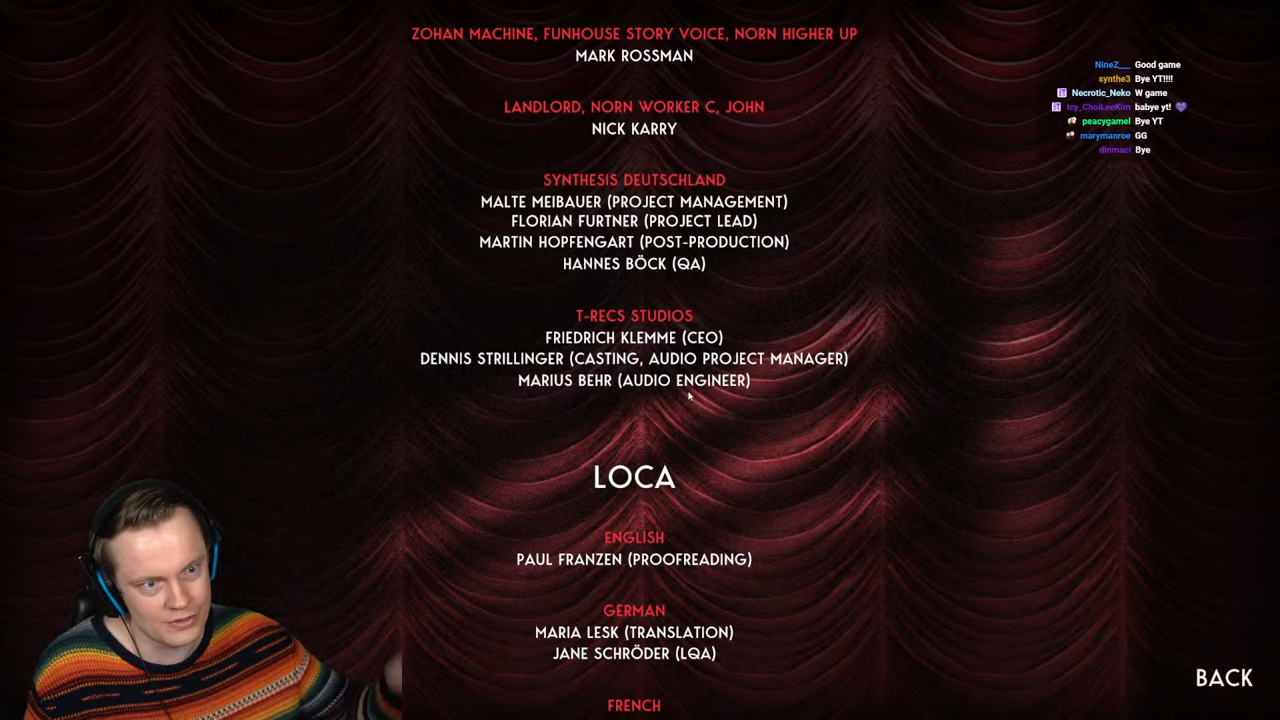 ZOHAN MACHINE, FUNHOUSE STORY VOICE, NORN HIGHER UP
MARK ROSSMAN
LANDLORD, NORN WORKER C, JOHN
NICK KARRY
SYNTHESIS DEUTSCHLAND
MALTE MEIBAUER (PROJECT MANAGEMENT)
FLORIAN FURTNER (PROJECT LEAD)
MARTIN HOPFENGART (POST-PRODUCTION)
HANNES BÖCK (QA)
T-RECS STUDIOS
FRIEDRICH KLEMME (CEO)
DENNIS STRILLINGER (CASTING, AUDIO PROJECT MANAGER)
MARIUS BEHR (AUDIO ENGINEER)
LOCA
ENGLISH
PAUL FRANZEN (PROOFREADING)
GERMAN
MARIA LESK (TRANSLATION)
JANE SCHRÖDER (LQA)
FRENCH
NineZ__ Good game
synthe3 Bye YT!!!!
Necrotic_Neko W game
Icy_ChoiLeeKim babye yt! 💜
peacygamel Bye YT
marymanroe GG
dinmaci Bye
BACK